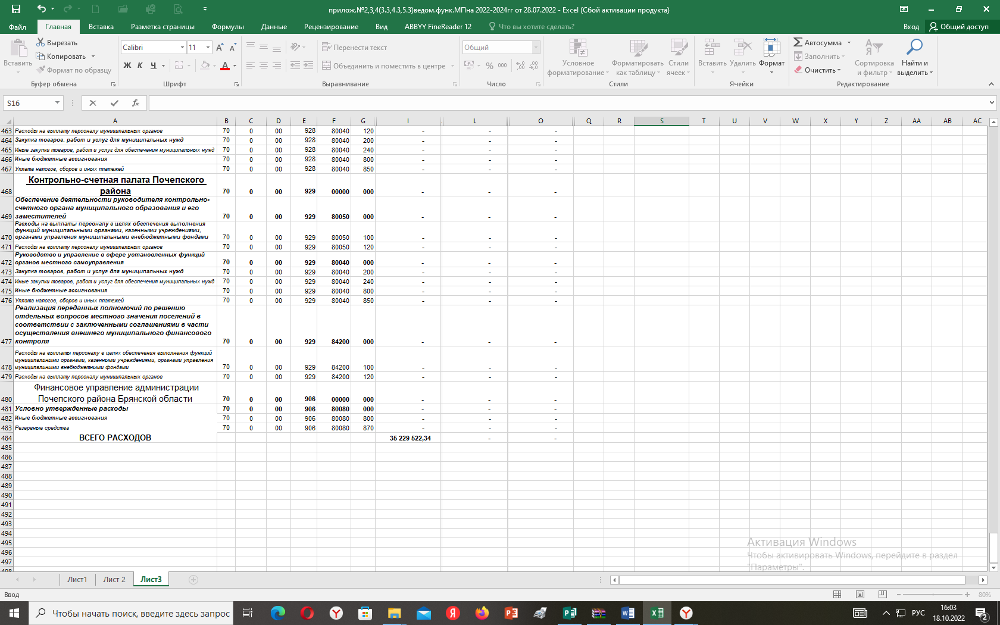 прилож.№2,3,4(3.3,4.3,5.3)ведом.функ.МПна 2022-2024гг от 28.07.2022 - Excel (Сбой активации продукта)
Файл Главная Вставка Разметка страницы Формулы Данные Рецензирование Вид ABBYY FineReader 12 Что вы хотите сделать? Вход Общий доступ
Вставить Вырезать Копировать Формат по образцу
Calibri 11
Ж К Ч А
Перенести текст
Объединить и поместить в центре
Общий
% 000
Условное форматирование Форматировать как таблицу Стили ячеек
Вставить Удалить Формат
Автосумма Заполнить Очистить
Сортировка и фильтр Найти и выделить
Буфер обмена Шрифт Выравнивание Число Стили Ячейки Редактирование
S16 fx
A B C D E F G I L O Q R S T U V W X Y Z AA AB AC
463 Расходы на выплату персоналу муниципальных органов 70 0 00 928 80040 120 - - -
464 Закупка товаров, работ и услуг для муниципальных нужд 70 0 00 928 80040 200 - - -
465 Иные закупки товаров, работ и услуг для обеспечения муниципальных нужд 70 0 00 928 80040 240 - - -
466 Иные бюджетные ассигнования 70 0 00 928 80040 800 - - -
467 Уплата налогов, сборов и иных платежей 70 0 00 928 80040 850 - - -
Контрольно-счетная палата Почепского
468 района 70 0 00 929 00000 000 - - -
Обеспечение деятельности руководителя контрольно-
счетного органа муниципального образования и его
469 заместителей 70 0 00 929 80050 000 - - -
Расходы на выплаты персоналу в целях обеспечения выполнения
функций муниципальными органами, казенными учреждениями,
470 органами управления муниципальными внебюджетными фондами 70 0 00 929 80050 100 - - -
471 Расходы на выплату персоналу муниципальных органов 70 0 00 929 80050 120 - - -
Руководство и управление в сфере установленных функций
472 органов местного самоуправления 70 0 00 929 80040 000 - - -
473 Закупка товаров, работ и услуг для муниципальных нужд 70 0 00 929 80040 200 - - -
474 Иные закупки товаров, работ и услуг для обеспечения муниципальных нужд 70 0 00 929 80040 240 - - -
475 Иные бюджетные ассигнования 70 0 00 929 80040 800 - - -
476 Уплата налогов, сборов и иных платежей 70 0 00 929 80040 850 - - -
Реализация переданных полномочий по решению
отдельных вопросов местного значения поселений в
соответствии с заключенными соглашениями в части
осуществления внешнего муниципального финансового
477 контроля 70 0 00 929 84200 000 - - -
Расходы на выплаты персоналу в целях обеспечения выполнения функций
муниципальными органами, казенными учреждениями, органами управления
478 муниципальными внебюджетными фондами 70 0 00 929 84200 100 - - -
479 Расходы на выплату персоналу муниципальных органов 70 0 00 929 84200 120 - - -
Финансовое управление администрации
480 Почепского района Брянской области 70 0 00 906 00000 000 - - -
481 Условно утвержденные расходы 70 0 00 906 80080 000 - - -
482 Иные бюджетные ассигнования 70 0 00 906 80080 800 - - -
483 Резервные средства 70 0 00 906 80080 870 - - -
484 ВСЕГО РАСХОДОВ 35 229 522,34 - -
485
486
487
488
489
490
491
492
493
494
495
496
497
498
Активация Windows
Чтобы активировать Windows, перейдите в раздел
"Параметры".
Лист1 Лист 2 Лист3
Ввод 80%
Чтобы начать поиск, введите здесь запрос
РУС 16:03
18.10.2022 2